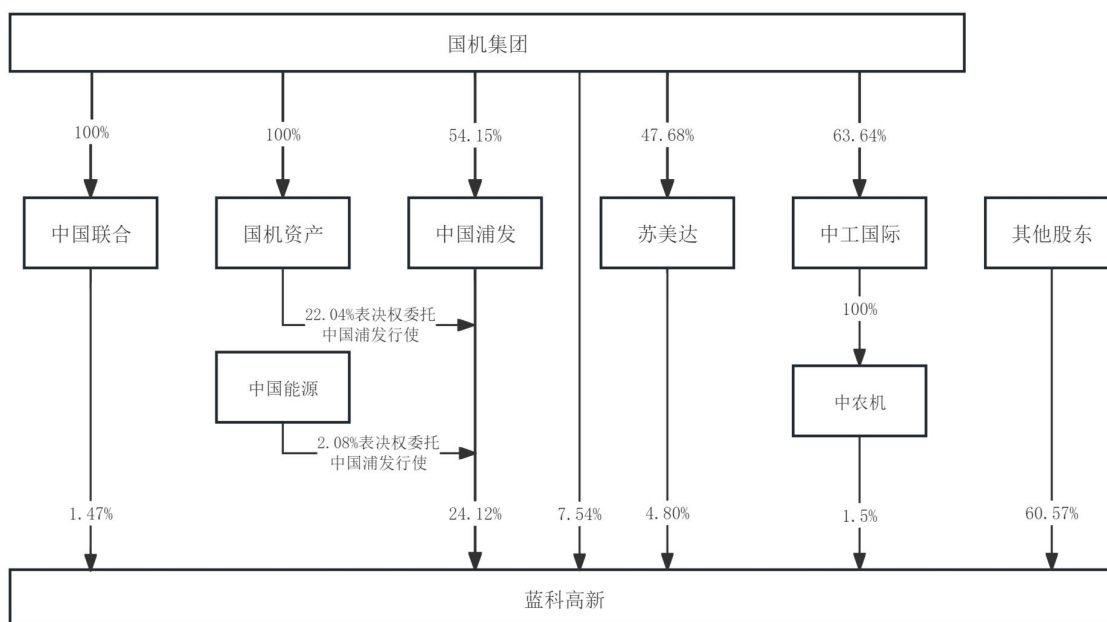 国机集团
100%
100%
54.15%
47.68%
63.64%
中国联合
国机资产
中国浦发
苏美达
中工国际
其他股东
22.04%表决权委托
中国浦发行使
100%
中国能源
中农机
2.08%表决权委托
中国浦发行使
1.47%
24.12%
7.54%
4.80%
1.5%
60.57%
蓝科高新